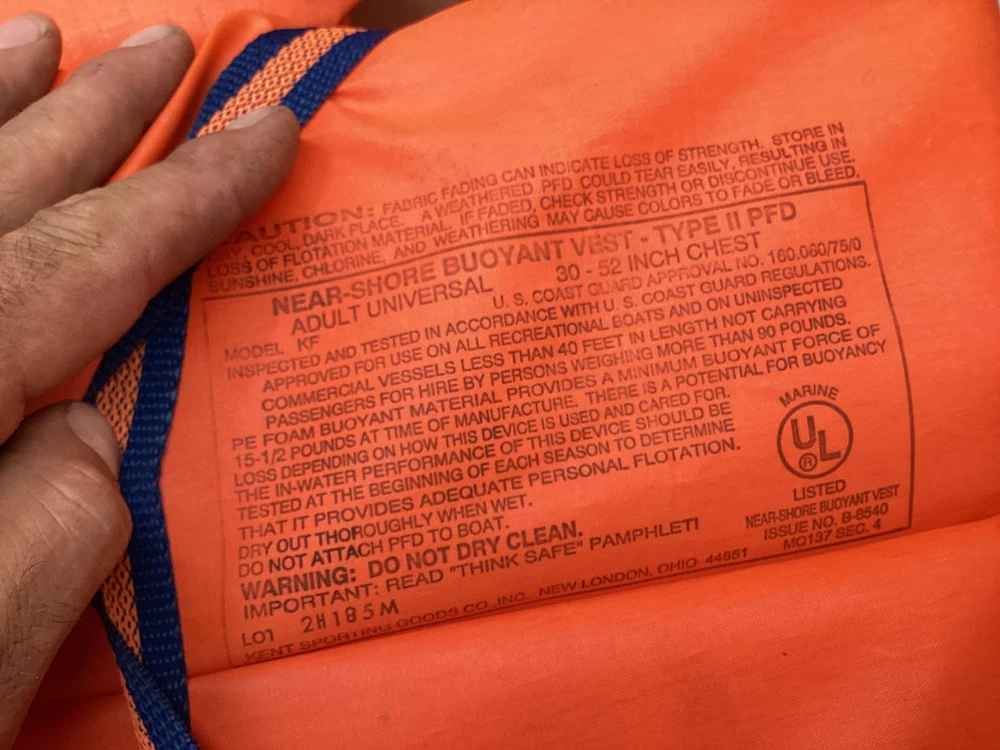 CAUTION: FABRIC FADING CAN INDICATE LOSS OF STRENGTH. STORE IN
DRY, COOL, DARK PLACE. A WEATHERED PFD COULD TEAR EASILY, RESULTING IN
LOSS OF FLOTATION MATERIAL. IF FADED, CHECK STRENGTH OR DISCONTINUE USE.
SUNSHINE, CHLORINE, AND WEATHERING MAY CAUSE COLORS TO FADE OR BLEED.
NEAR-SHORE BUOYANT VEST - TYPE II PFD
ADULT UNIVERSAL 30 - 52 INCH CHEST
MODEL KF U. S. COAST GUARD APPROVAL NO. 160.060/75/0
INSPECTED AND TESTED IN ACCORDANCE WITH U. S. COAST GUARD REGULATIONS.
APPROVED FOR USE ON ALL RECREATIONAL BOATS AND ON UNINSPECTED
COMMERCIAL VESSELS LESS THAN 40 FEET IN LENGTH NOT CARRYING
PASSENGERS FOR HIRE BY PERSONS WEIGHING MORE THAN 90 POUNDS.
PE FOAM BUOYANT MATERIAL PROVIDES A MINIMUM BUOYANT FORCE OF
15-1/2 POUNDS AT TIME OF MANUFACTURE. THERE IS A POTENTIAL FOR BUOYANCY
LOSS DEPENDING ON HOW THIS DEVICE IS USED AND CARED FOR.
THE IN-WATER PERFORMANCE OF THIS DEVICE SHOULD BE
TESTED AT THE BEGINNING OF EACH SEASON TO DETERMINE
THAT IT PROVIDES ADEQUATE PERSONAL FLOTATION.
DRY OUT THOROUGHLY WHEN WET.
DO NOT ATTACH PFD TO BOAT.
WARNING: DO NOT DRY CLEAN.
IMPORTANT: READ "THINK SAFE" PAMPHLET!
LOT 2H185M
KENT SPORTING GOODS CO., INC. NEW LONDON, OHIO 44851
MARINE
UL
®
LISTED
NEAR-SHORE BUOYANT VEST
ISSUE NO. B-8540
MQ137 SEC. 4